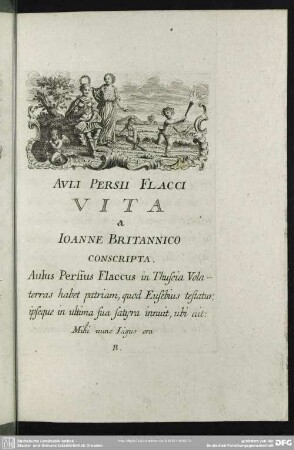 AVLI PERSII FLACCI
VITA
a
IOANNE BRITANNICO
CONSCRIPTA.
Aulus Persius Flaccus in Thuscia Vola-
terras habet patriam, quod Eusebius testatur;
ipseque in ultima sua satyra innuit, ubi ait:
Mihi nunc Ligus ora
B.